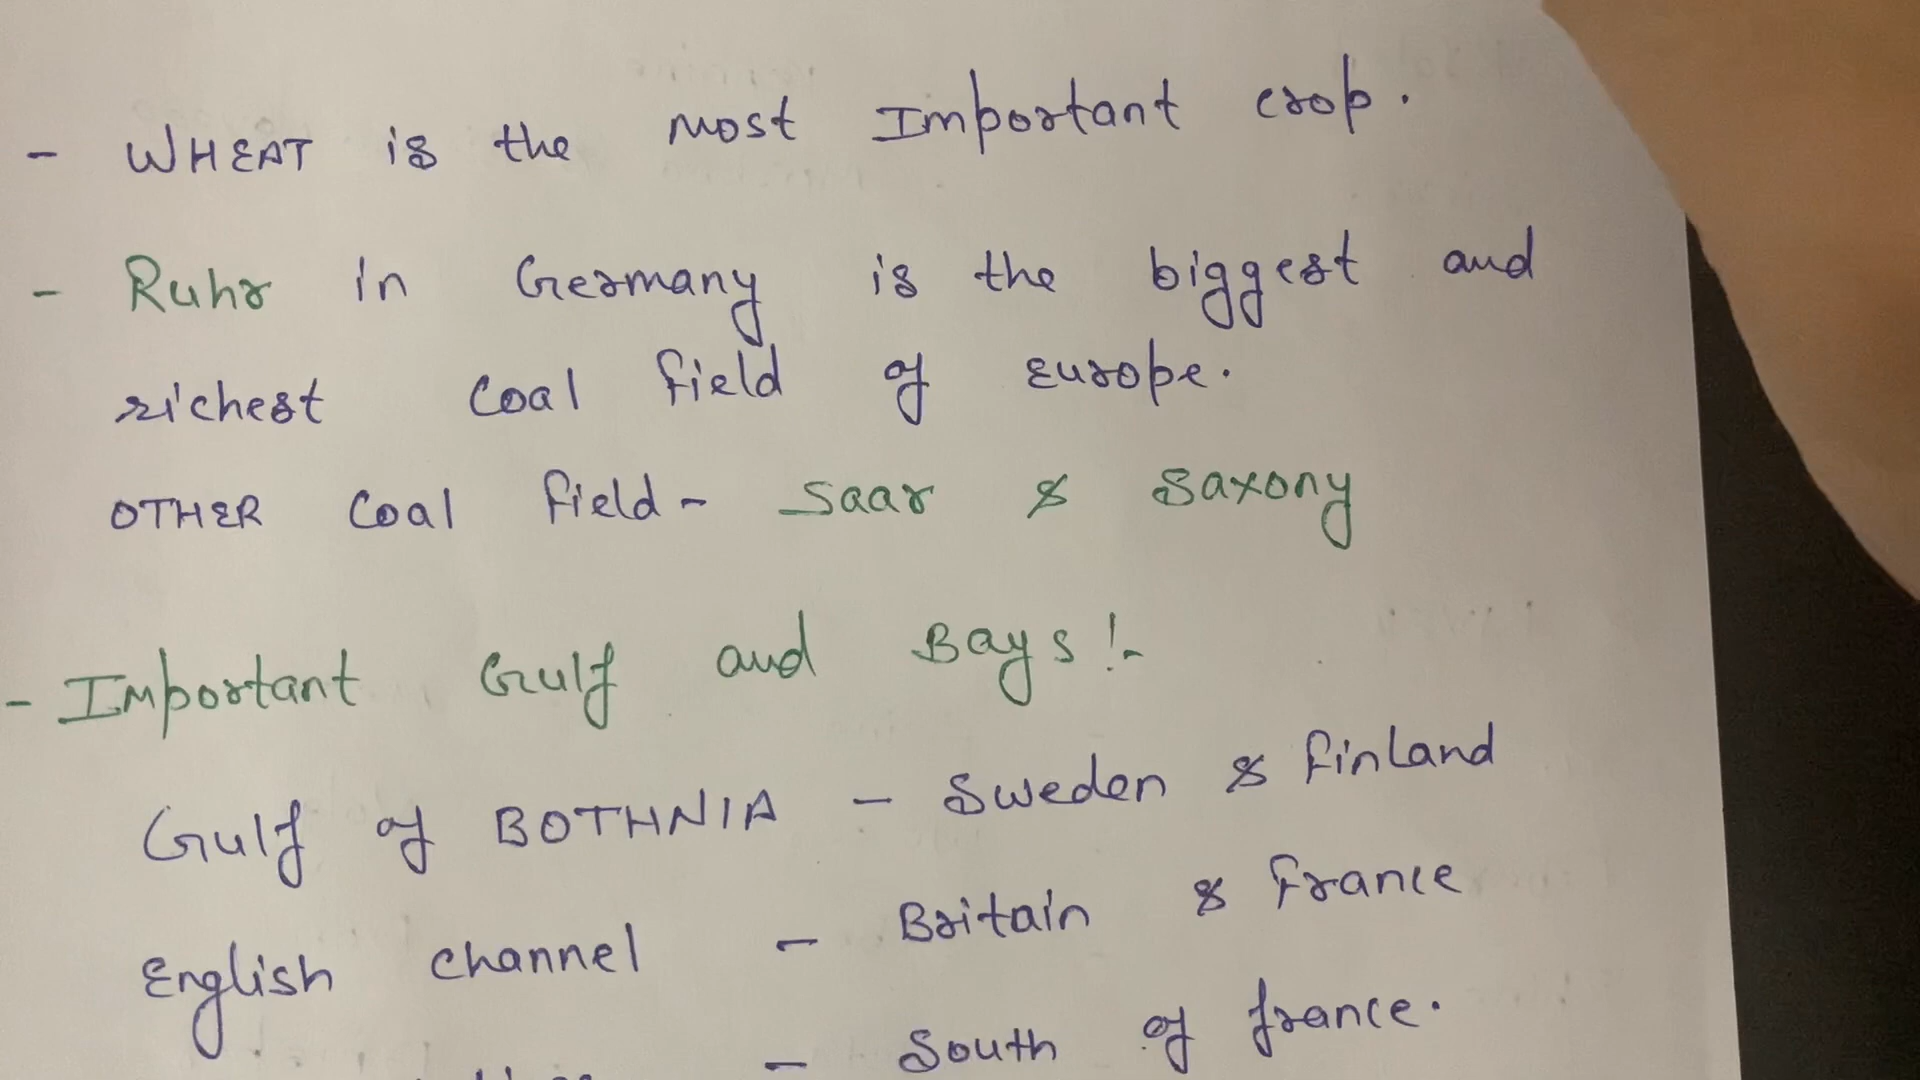 - WHEAT is the most Important crop.
- Ruhr in Germany is the biggest and
richest coal field of Europe.
OTHER coal field - Saar & Saxony
- Important Gulf and Bays :-
Gulf of BOTHNIA - Sweden & Finland
English channel - Britain & France
- South of france.